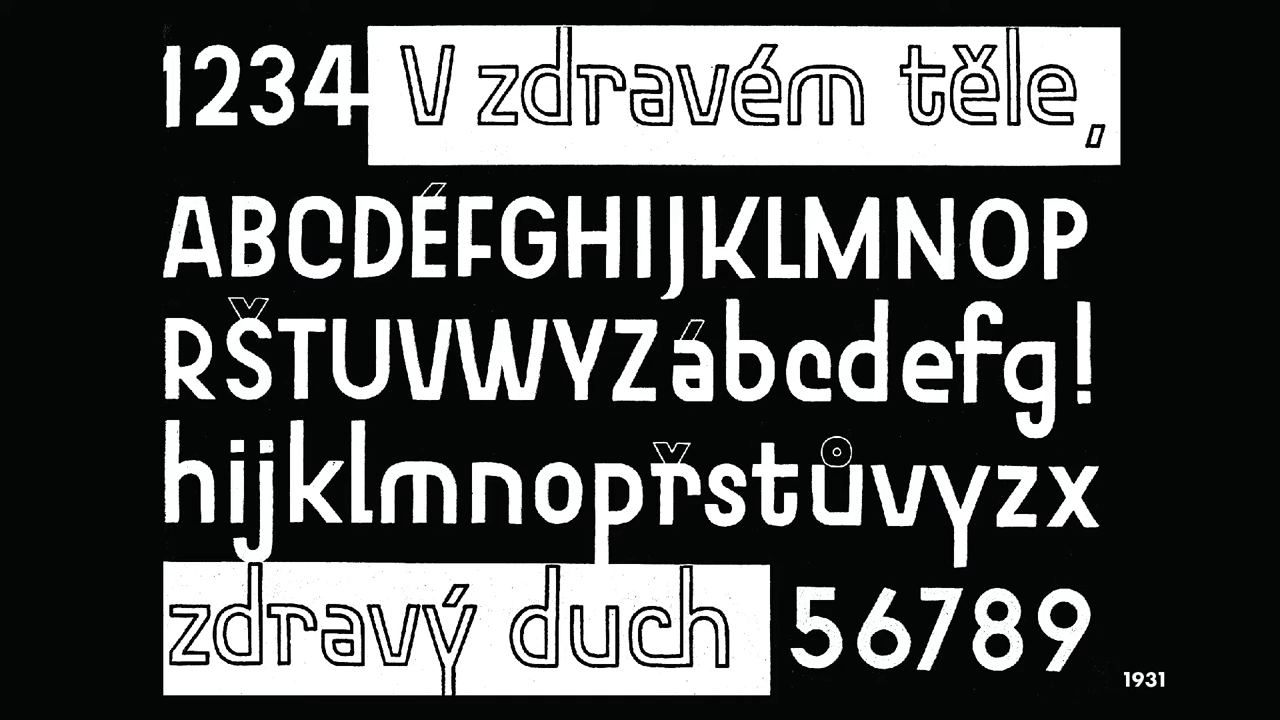 1234 V zdravém těle,
ABCDÉFGHIJKLMNOP
RŠTUVWYZábcdefg!
hijklmnopřstůvyzx
zdravý duch 56789
1931